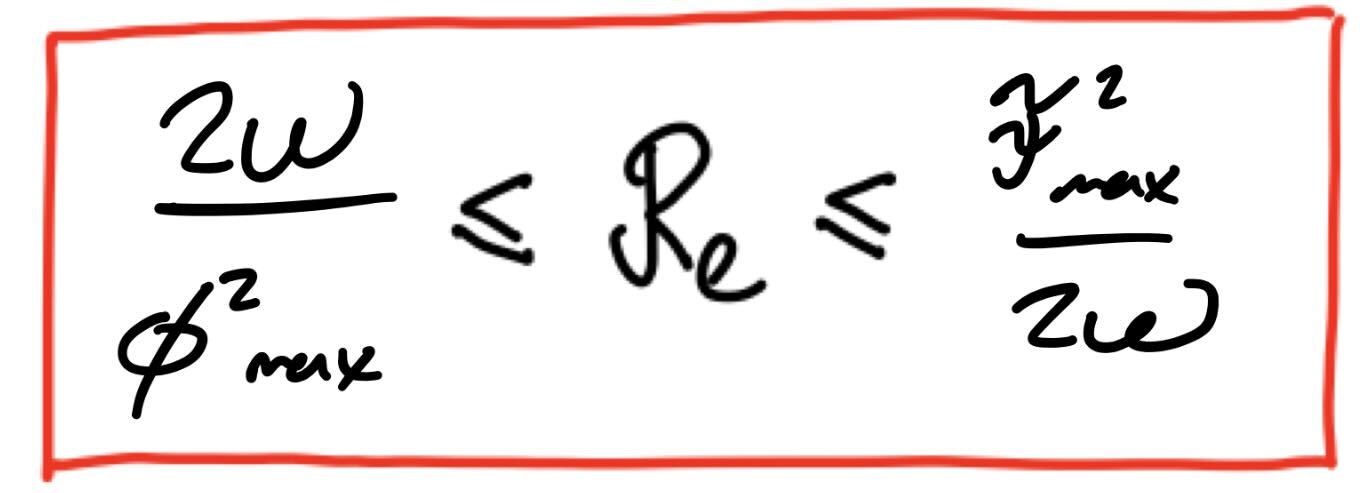 2w/ϕ²max ≤ Re ≤ ℱ²max/2w